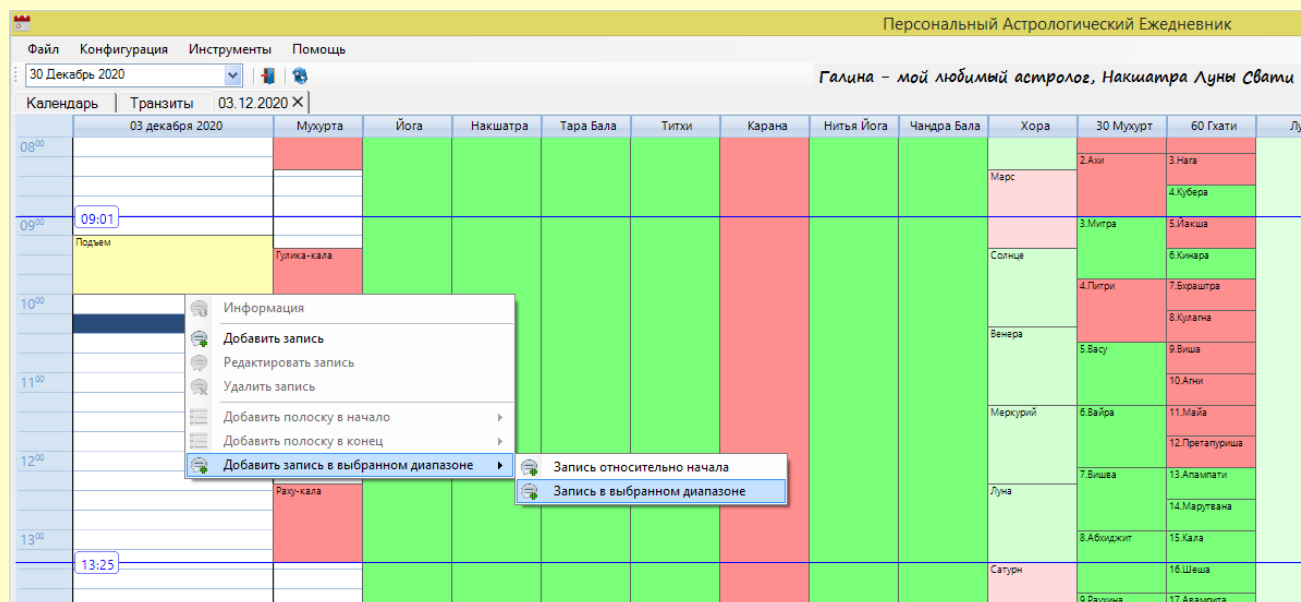 Персональный Астрологический Ежедневник
Файл Конфигурация Инструменты Помощь
30 Декабрь 2020
Галина - мой любимый астролог, Накшатра Луны Свати
Календарь Транзиты 03.12.2020
03 декабря 2020 Мухурта Йога Накшатра Тара Бала Титхи Карана Нитья Йога Чандра Бала Хора 30 Мухурт 60 Гхати
08⁰⁰
2.Ахи 3.Нага
Марс
4.Кубера
09:01
09⁰⁰ 3.Митра 5.Йакша
Подъем
Гулика-кала Солнце 6.Кинара
4.Питри 7.Бхраштра
10⁰⁰
Информация
8.Кулагна
Добавить запись Венера
5.Васу 9.Виша
Редактировать запись
11⁰⁰ Удалить запись 10.Агни
Добавить полоску в начало Меркурий 6.Вайра 11.Майа
Добавить полоску в конец 12.Претапуриша
12⁰⁰ Добавить запись в выбранном диапазоне Запись относительно начала
7.Вишва 13.Апампати
Раху-кала Запись в выбранном диапазоне Луна
14.Марутвана
13⁰⁰ 8.Абхиджит 15.Кала
13:25
Сатурн 16.Шеша